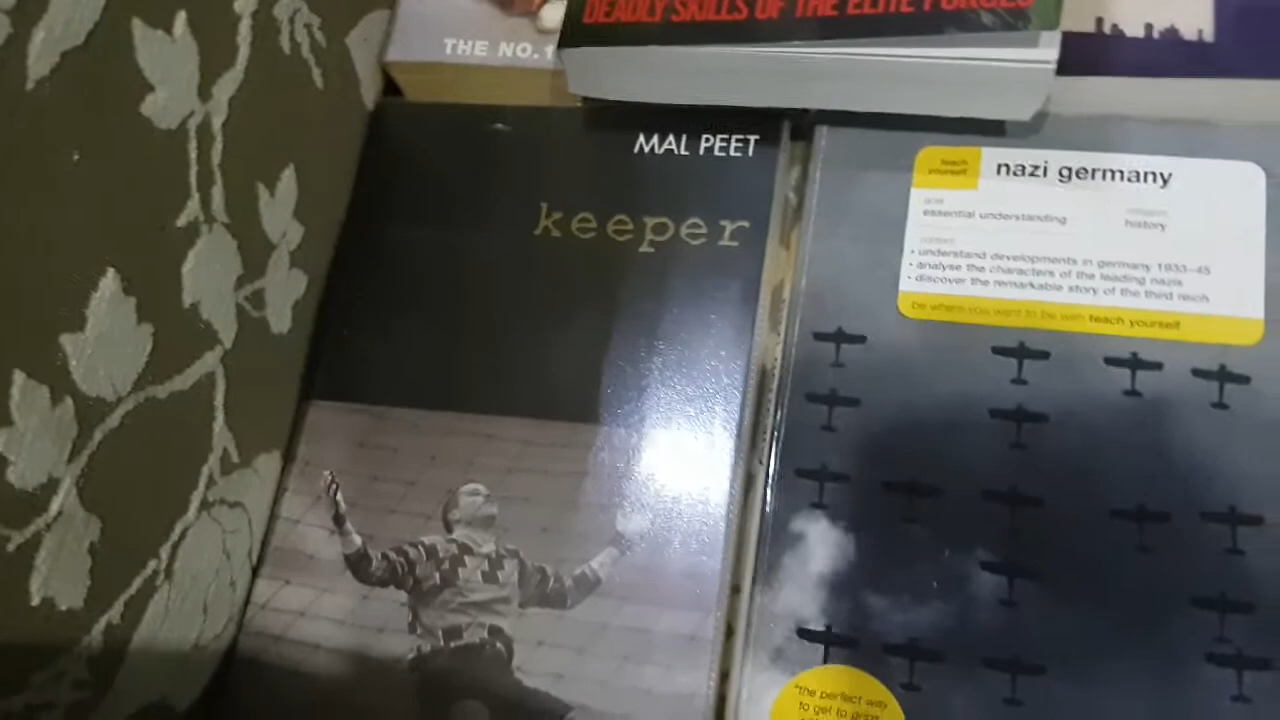 DEADLY SKILLS OF THE ELITE FORCES
THE NO.1
MAL PEET
keeper
teach
yourself
nazi germany
goal
essential understanding
category
history
content
• understand developments in germany 1933–45
• analyse the characters of the leading nazis
• discover the remarkable story of the third reich
be where you want to be with teach yourself
"the perfect way
to get to grips